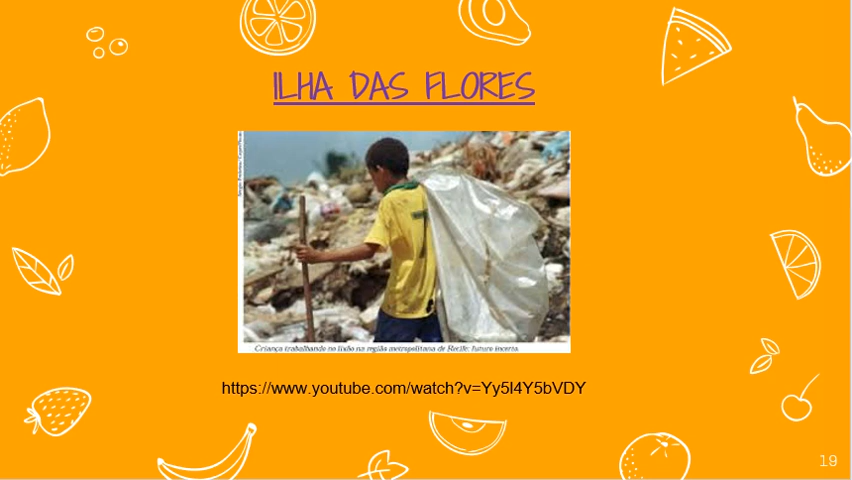 ILHA DAS FLORES
7
Criança trabalhando no lixão na região metropolitana de Recife: futuro incerto.
https://www.youtube.com/watch?v=Yy5l4Y5bVDY
19